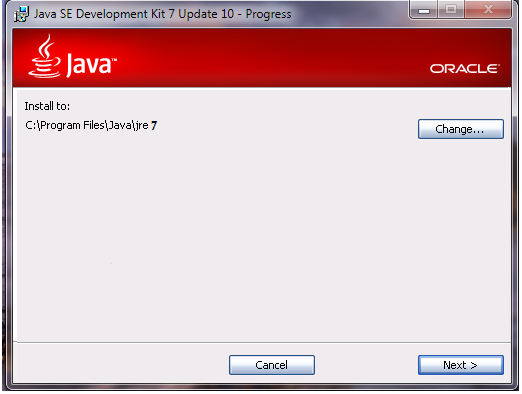 Java SE Development Kit 7 Update 10 - Progress
Java™
ORACLE®
Install to:
C:\Program Files\Java\jre 7
Change...
Cancel
Next >